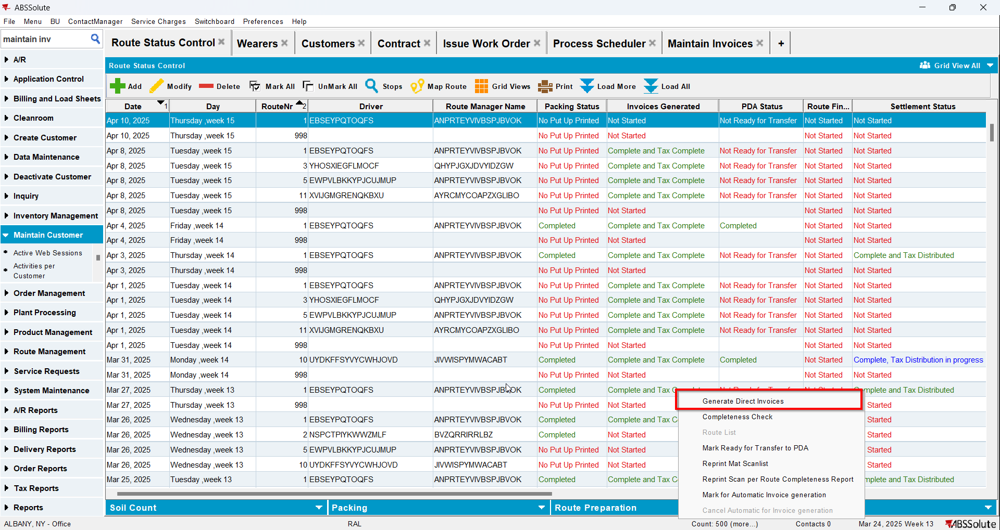 ABSSolute
File Menu BU ContactManager Service Charges Switchboard Preferences Help
maintain inv
Route Status Control Wearers Customers Contract Issue Work Order Process Scheduler Maintain Invoices +
Route Status Control Grid View All
Add Modify Delete Mark All UnMark All Stops Map Route Grid Views Print Load More Load All
Date 1 Day RouteNr 2 Driver Route Manager Name Packing Status Invoices Generated PDA Status Route Fin... Settlement Status
Apr 10, 2025 Thursday ,week 15 1 EBSEYPQTOQFS ANPRTEYVIVBSPJBVOK No Put Up Printed Not Started Not Ready for Transfer Not Started Not Started
Apr 10, 2025 Thursday ,week 15 998 No Put Up Printed Not Started Not Started Not Started
Apr 8, 2025 Tuesday ,week 15 1 EBSEYPQTOQFS ANPRTEYVIVBSPJBVOK No Put Up Printed Complete and Tax Complete Not Ready for Transfer Not Started Not Started
Apr 8, 2025 Tuesday ,week 15 3 YHOSXIEGFLMOCF QHYPJGXJDVYIDZGW No Put Up Printed Complete and Tax Complete Not Ready for Transfer Not Started Not Started
Apr 8, 2025 Tuesday ,week 15 5 EWPVLBKKYPJCUJMUP ANPRTEYVIVBSPJBVOK No Put Up Printed Complete and Tax Complete Not Ready for Transfer Not Started Not Started
Apr 8, 2025 Tuesday ,week 15 11 XVIJGMGRENQKBXU AYRCMYCOAPZXGLIBO No Put Up Printed Complete and Tax Complete Not Ready for Transfer Not Started Not Started
Apr 8, 2025 Tuesday ,week 15 998 No Put Up Printed Not Started Not Started Not Started
Apr 4, 2025 Friday ,week 14 1 EBSEYPQTOQFS ANPRTEYVIVBSPJBVOK Completed Complete and Tax Complete Completed Not Started Not Started
Apr 4, 2025 Friday ,week 14 998 No Put Up Printed Not Started Not Started Not Started
Apr 3, 2025 Thursday ,week 14 1 EBSEYPQTOQFS ANPRTEYVIVBSPJBVOK Completed Complete and Tax Complete Not Ready for Transfer Not Started Complete and Tax Distributed
Apr 3, 2025 Thursday ,week 14 998 No Put Up Printed Not Started Not Started Not Started
Apr 1, 2025 Tuesday ,week 14 1 EBSEYPQTOQFS ANPRTEYVIVBSPJBVOK No Put Up Printed Complete and Tax Complete Not Ready for Transfer Not Started Not Started
Apr 1, 2025 Tuesday ,week 14 3 YHOSXIEGFLMOCF QHYPJGXJDVYIDZGW No Put Up Printed Complete and Tax Complete Not Ready for Transfer Not Started Not Started
Apr 1, 2025 Tuesday ,week 14 5 EWPVLBKKYPJCUJMUP ANPRTEYVIVBSPJBVOK No Put Up Printed Complete and Tax Complete Not Ready for Transfer Not Started Not Started
Apr 1, 2025 Tuesday ,week 14 11 XVIJGMGRENQKBXU AYRCMYCOAPZXGLIBO No Put Up Printed Complete and Tax Complete Not Ready for Transfer Not Started Not Started
Apr 1, 2025 Tuesday ,week 14 998 No Put Up Printed Not Started Not Started Not Started
Mar 31, 2025 Monday ,week 14 10 UYDKFFSYVYCWHJOVD JIVWISPYMWACABT Completed Complete and Tax Complete Completed Not Started Complete, Tax Distribution in progress
Mar 31, 2025 Monday ,week 14 998 No Put Up Printed Not Started Not Started Not Started
Mar 27, 2025 Thursday ,week 13 1 EBSEYPQTOQFS ANPRTEYVIVBSPJBVOK Completed Complete and Tax mplete and Tax Distributed
Mar 27, 2025 Thursday ,week 13 998 No Put Up Printed Not Started Started
Mar 26, 2025 Wednesday ,week 13 1 EBSEYPQTOQFS ANPRTEYVIVBSPJBVOK Completed Complete and Tax C Started
Mar 26, 2025 Wednesday ,week 13 2 NSPCTPIYKWWZMLF BVZQRRIRRLBZ Completed Not Started Started
Mar 26, 2025 Wednesday ,week 13 5 EWPVLBKKYPJCUJMUP ANPRTEYVIVBSPJBVOK No Put Up Printed Not Started Started
Mar 26, 2025 Wednesday ,week 13 10 UYDKFFSYVYCWHJOVD JIVWISPYMWACABT No Put Up Printed Not Started Started
Mar 25, 2025 Tuesday ,week 13 1 EBSEYPQTOQFS ANPRTEYVIVBSPJBVOK Completed Complete and Tax C mplete and Tax Distributed
Generate Direct Invoices
Completeness Check
Route List
Mark Ready for Transfer to PDA
Reprint Mat Scanlist
Reprint Scan per Route Completeness Report
Mark for Automatic Invoice generation
Cancel Automatic for Invoice generation
A/R
Application Control
Billing and Load Sheets
Cleanroom
Create Customer
Data Maintenance
Deactivate Customer
Inquiry
Inventory Management
Maintain Customer
Active Web Sessions
Activities per
Customer
Order Management
Plant Processing
Product Management
Route Management
Service Requests
System Maintenance
A/R Reports
Billing Reports
Delivery Reports
Order Reports
Tax Reports
Reports
Soil Count Packing Route Preparation
ALBANY, NY - Office RAL Count: 500 (more...) Contacts 0 Mar 24, 2025 Week 13 ABSSolute